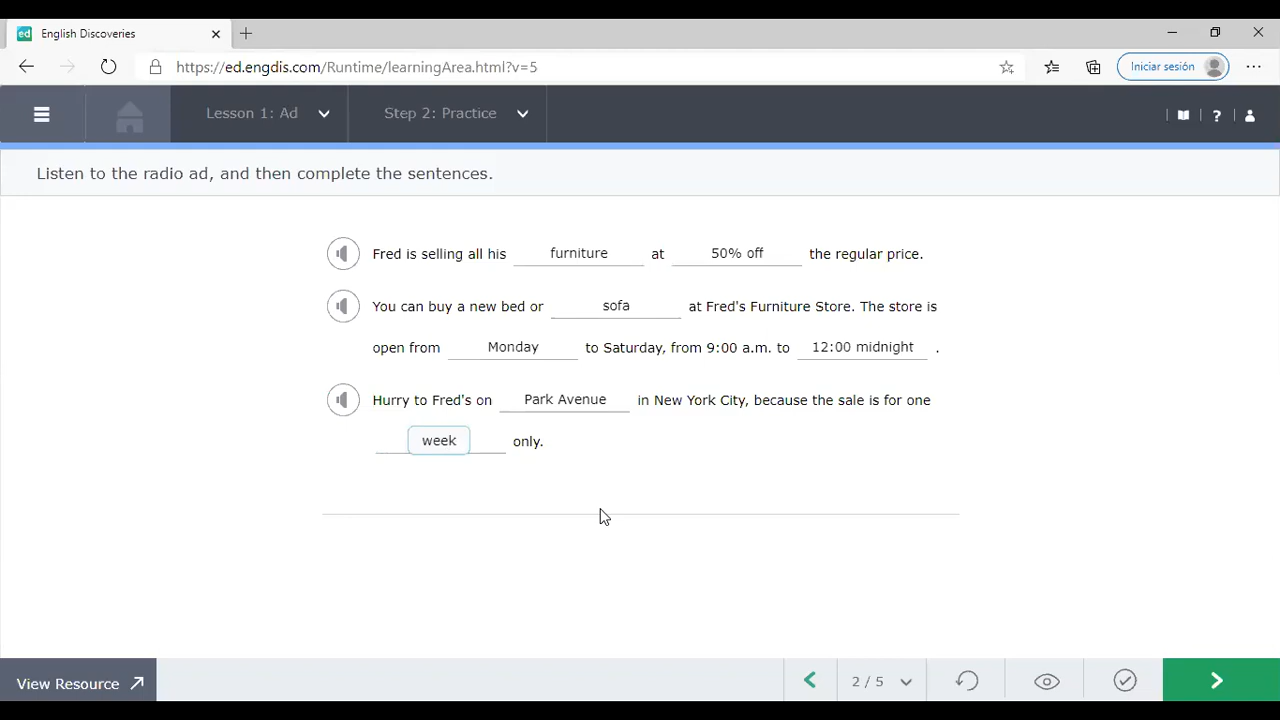 English Discoveries
https://ed.engdis.com/Runtime/learningArea.html?v=5
Iniciar sesión
Lesson 1: Ad
Step 2: Practice
?
Listen to the radio ad, and then complete the sentences.
Fred is selling all his furniture at 50% off the regular price.
You can buy a new bed or sofa at Fred's Furniture Store. The store is
open from Monday to Saturday, from 9:00 a.m. to 12:00 midnight .
Hurry to Fred's on Park Avenue in New York City, because the sale is for one
week only.
View Resource
2 / 5